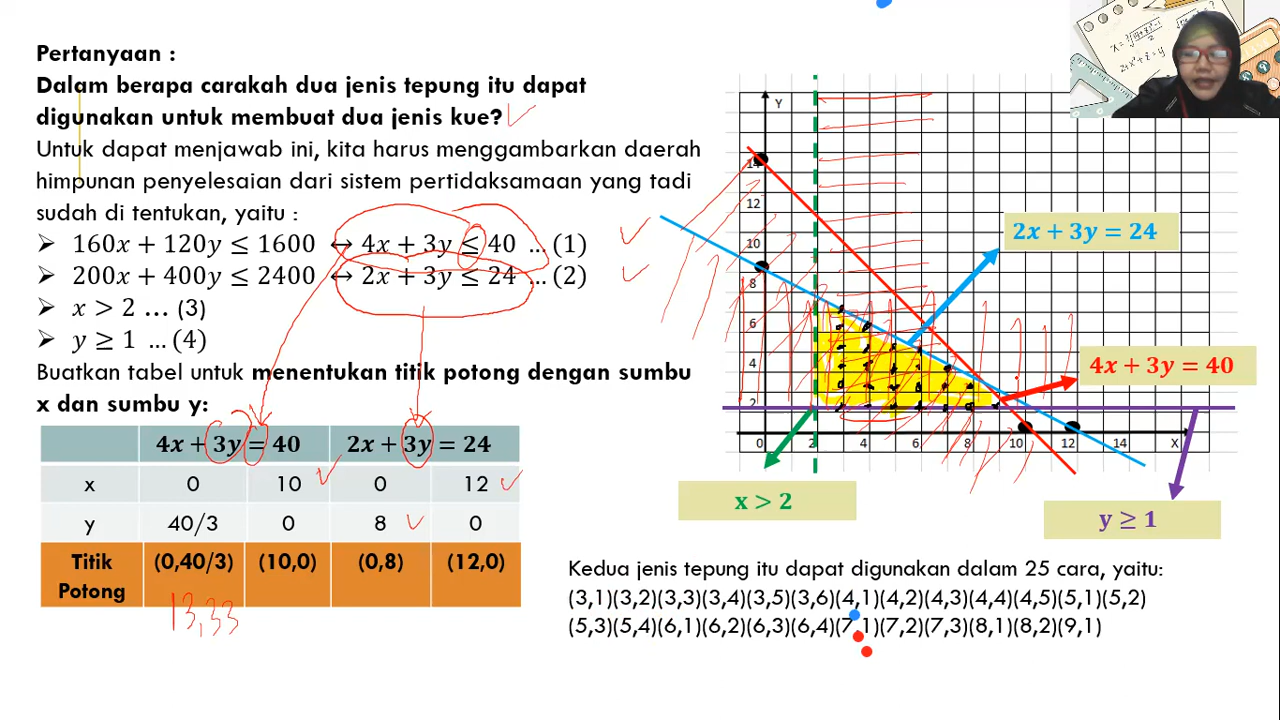 Pertanyaan :
Dalam berapa carakah dua jenis tepung itu dapat
digunakan untuk membuat dua jenis kue?
Untuk dapat menjawab ini, kita harus menggambarkan daerah
himpunan penyelesaian dari sistem pertidaksamaan yang tadi
sudah di tentukan, yaitu :
➢ 160x + 120y ≤ 1600 ↔ 4x + 3y ≤ 40 ... (1)
➢ 200x + 400y ≤ 2400 ↔ 2x + 3y ≤ 24 ... (2)
➢ x > 2 ... (3)
➢ y ≥ 1 ... (4)
Buatkan tabel untuk menentukan titik potong dengan sumbu
x dan sumbu y:
4x + 3y = 40 2x + 3y = 24
x 0 10 0 12
y 40/3 0 8 0
Titik Potong (0,40/3) (10,0) (0,8) (12,0)
13,33
Y
14
12
10
8
6
4
2
0 2 10 12 14 X
2x + 3y = 24
4x + 3y = 40
x > 2
y ≥ 1
Kedua jenis tepung itu dapat digunakan dalam 25 cara, yaitu:
(3,1)(3,2)(3,3)(3,4)(3,5)(3,6)(4,1)(4,2)(4,3)(4,4)(4,5)(5,1)(5,2)
(5,3)(5,4)(6,1)(6,2)(6,3)(6,4)(7,1)(7,2)(7,3)(8,1)(8,2)(9,1)